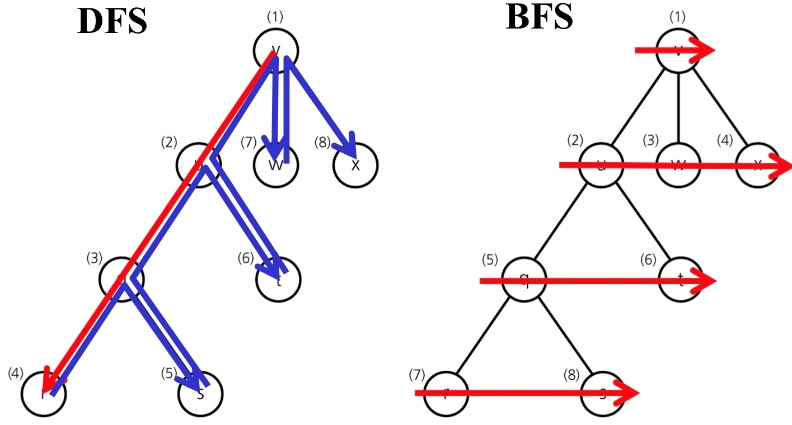 DFS
(1)
v
(2) (7) (8)
w x
(3) (6)
t
(4) (5)
s
BFS
(1)
v
(2) (3) (4)
u w x
(5) (6)
q t
(7) (8)
r s